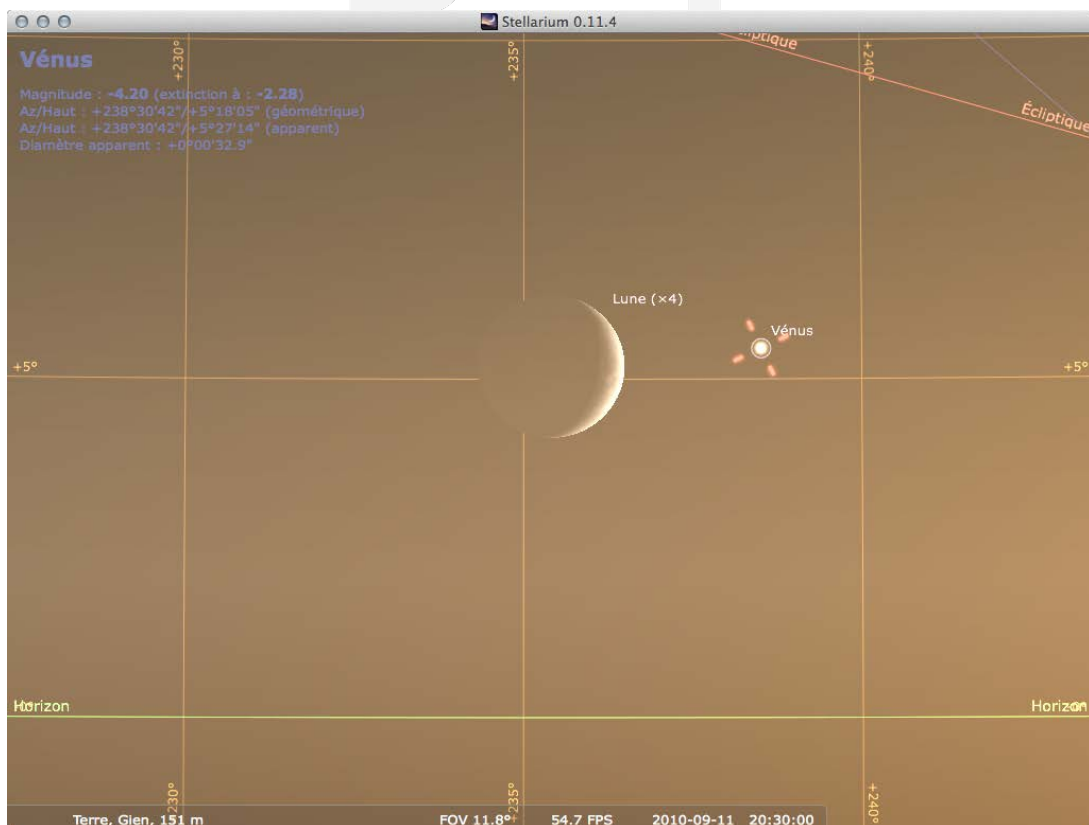 Stellarium 0.11.4
Vénus
Magnitude : -4.20 (extinction à : -2.28)
Az/Haut : +238°30'42"/+5°18'05" (géométrique)
Az/Haut : +238°30'42"/+5°27'14" (apparent)
Diamètre apparent : +0°00'32.9"
+230°
+235°
+240°
Écliptique
Lune (×4)
Vénus
+5°
+5°
Horizon
Horizon
+235°
+240°
Terre, Gien, 151 m
FOV 11.8°
54.7 FPS
2010-09-11 20:30:00